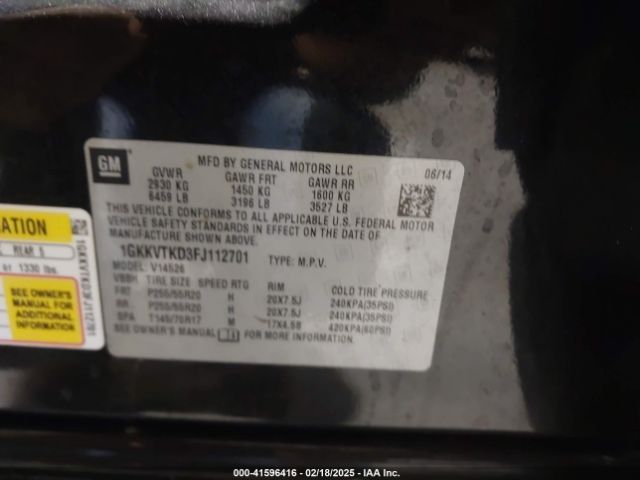 GM
MFD BY GENERAL MOTORS LLC
06/14
GVWR GAWR FRT GAWR RR
2930 KG 1450 KG 1600 KG
6459 LB 3196 LB 3527 LB
THIS VEHICLE CONFORMS TO ALL APPLICABLE U.S. FEDERAL MOTOR
VEHICLE SAFETY STANDARDS IN EFFECT ON THE DATE OF
MANUFACTURE SHOWN ABOVE.
1GKKVTKD3FJ112701 TYPE: M.P.V.
MODEL: V14526
TIRE SIZE SPEED RTG RIM COLD TIRE PRESSURE
FRT P255/55R20 H 20X7.5J 240KPA(35PSI)
RR P255/55R20 H 20X7.5J 240KPA(35PSI)
SPA T145/70R17 M 17X4.5B 420KPA(60PSI)
SEE OWNER'S MANUAL FOR MORE INFORMATION.
REAR 5
or 1330 lbs.
SEE OWNER'S
MANUAL FOR
ADDITIONAL
INFORMATION
1GKKVTKD3FJ112701
000-41596416 - 02/18/2025 - IAA Inc.